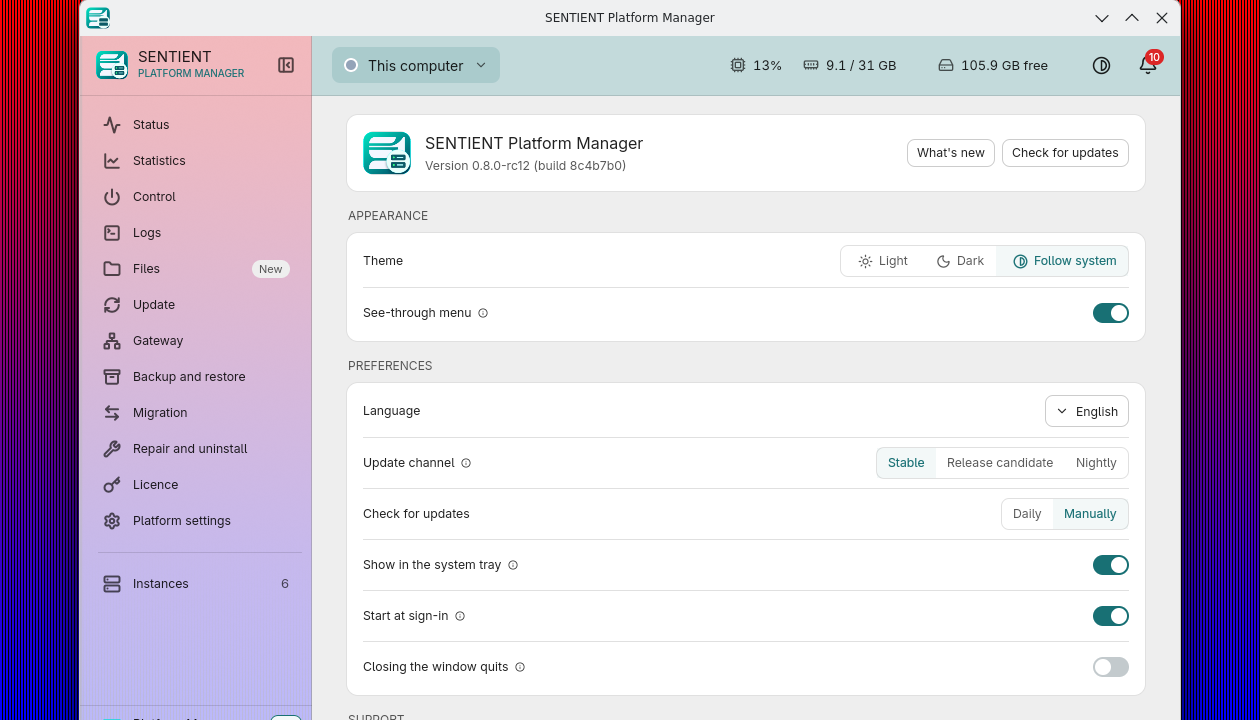 SENTIENT Platform Manager
SENTIENT
PLATFORM MANAGER
This computer
13%
9.1 / 31 GB
105.9 GB free
10
Status
Statistics
Control
Logs
Files
New
Update
Gateway
Backup and restore
Migration
Repair and uninstall
Licence
Platform settings
Instances
6
SENTIENT Platform Manager
Version 0.8.0-rc12 (build 8c4b7b0)
What's new
Check for updates
APPEARANCE
Theme
Light
Dark
Follow system
See-through menu
PREFERENCES
Language
English
Update channel
Stable
Release candidate
Nightly
Check for updates
Daily
Manually
Show in the system tray
Start at sign-in
Closing the window quits
SUPPORT